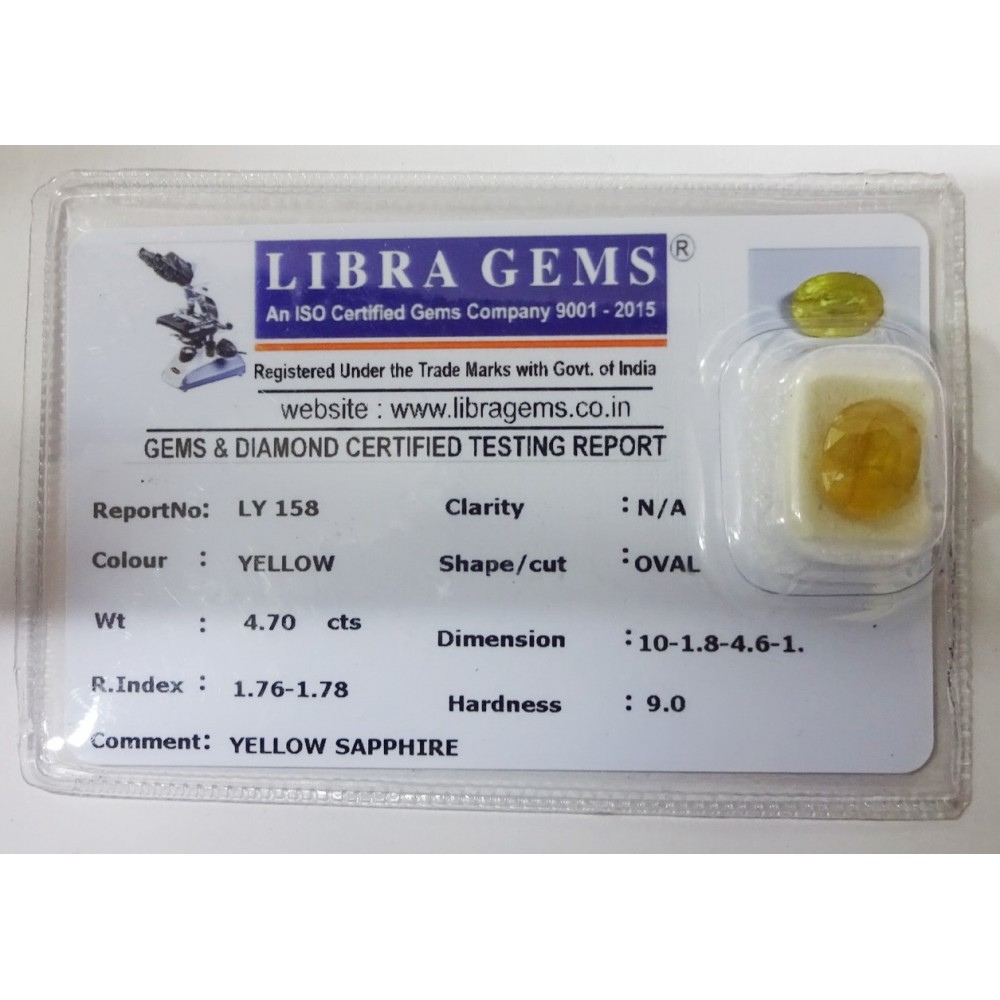 LIBRA GEMS ®
An ISO Certified Gems Company 9001 - 2015
Registered Under the Trade Marks with Govt. of India
website : www.libragems.co.in
GEMS & DIAMOND CERTIFIED TESTING REPORT
ReportNo: LY 158 Clarity : N/A
Colour : YELLOW Shape/cut : OVAL
Wt : 4.70 cts Dimension : 10-1.8-4.6-1.
R.Index : 1.76-1.78 Hardness : 9.0
Comment: YELLOW SAPPHIRE